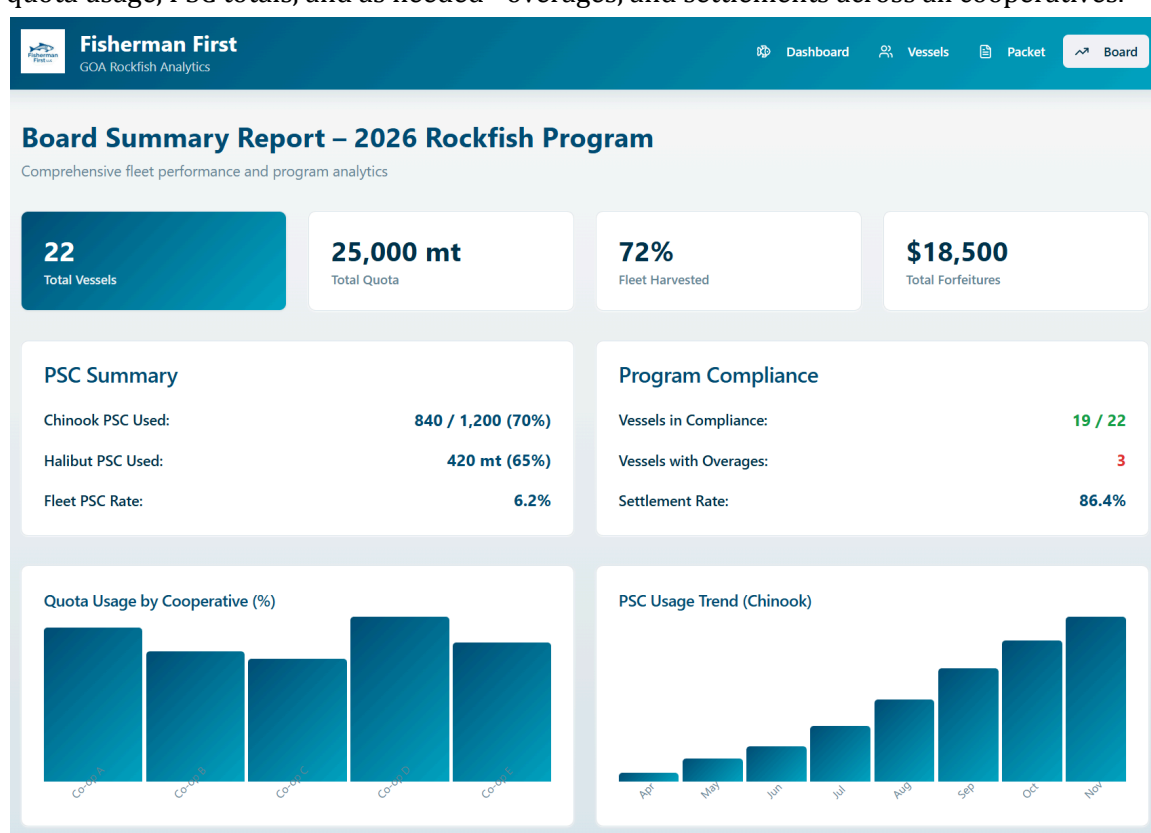 quota usage, PSC totals, and as needed - overages, and settlements across all cooperatives.
Fisherman First
GOA Rockfish Analytics
Dashboard
Vessels
Packet
Board
Board Summary Report – 2026 Rockfish Program
Comprehensive fleet performance and program analytics
22
Total Vessels
25,000 mt
Total Quota
72%
Fleet Harvested
$18,500
Total Forfeitures
PSC Summary
Chinook PSC Used: 840 / 1,200 (70%)
Halibut PSC Used: 420 mt (65%)
Fleet PSC Rate: 6.2%
Program Compliance
Vessels in Compliance: 19 / 22
Vessels with Overages: 3
Settlement Rate: 86.4%
Quota Usage by Cooperative (%)
Co-op A
Co-op B
Co-op C
Co-op D
Co-op E
PSC Usage Trend (Chinook)
Apr
May
Jun
Jul
Aug
Sep
Oct
Nov